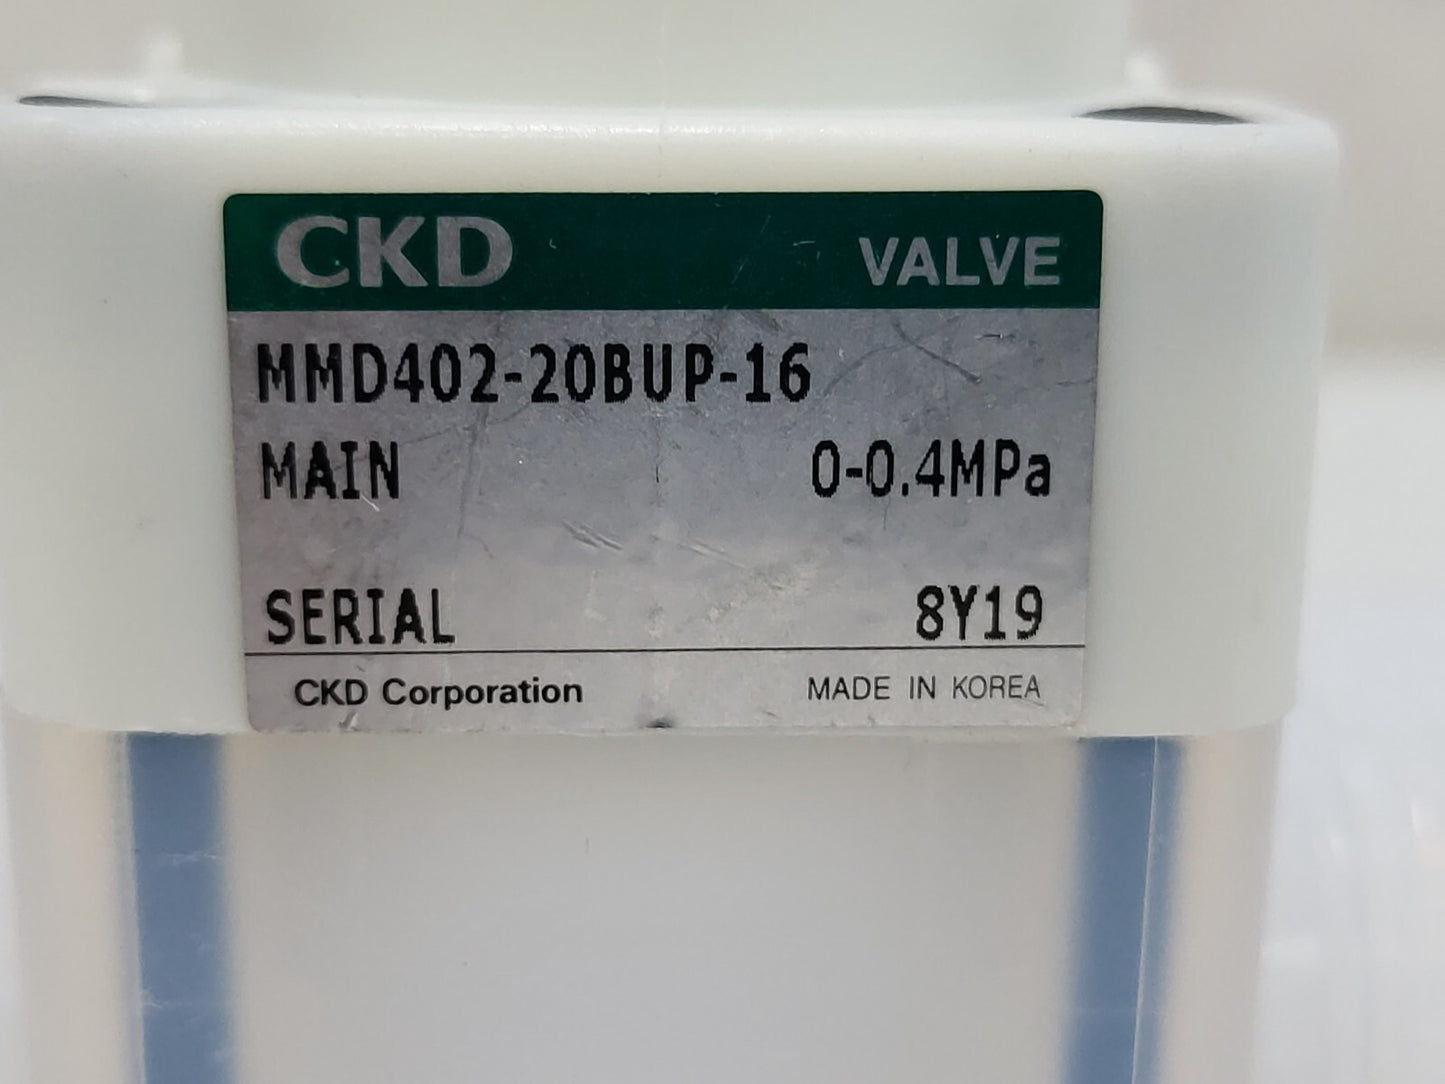 CKD VALVE
MMD402-20BUP-16
MAIN 0-0.4MPa
SERIAL 8Y19
CKD Corporation MADE IN KOREA